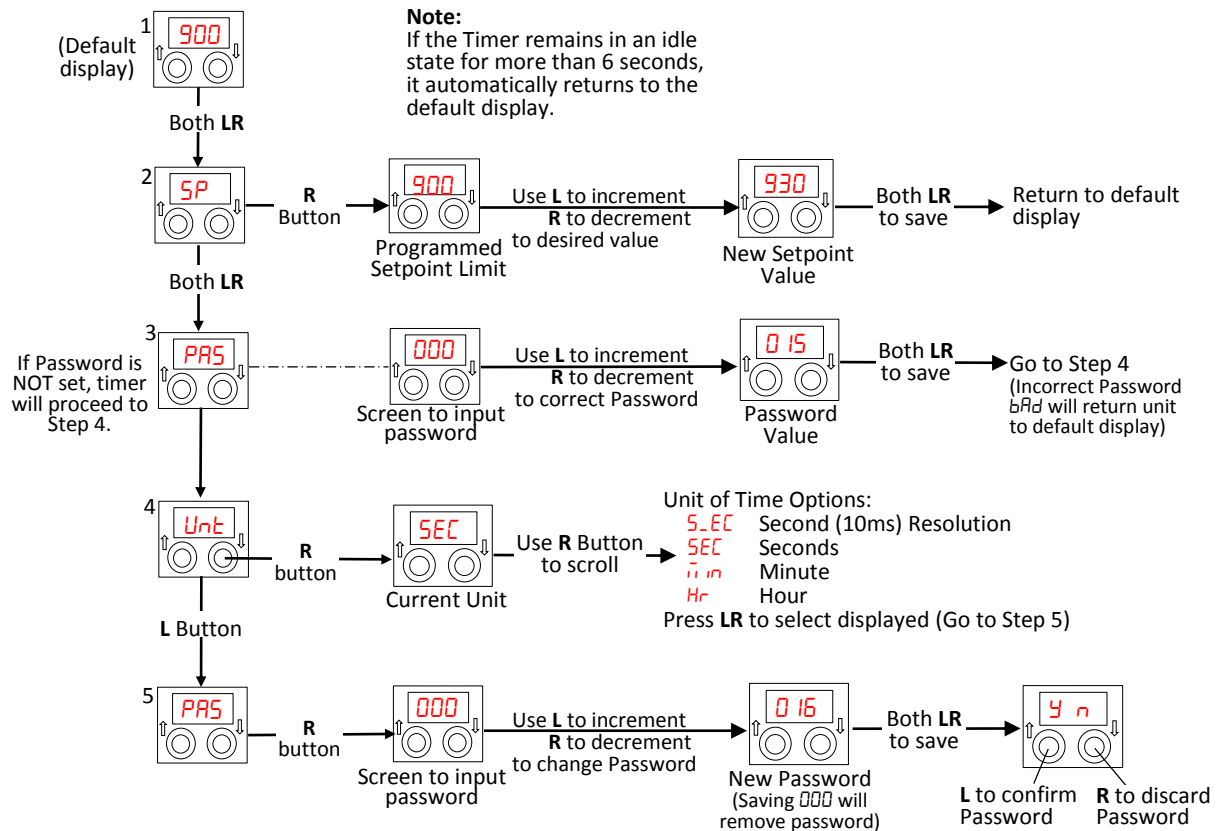 Note:
If the Timer remains in an idle
state for more than 6 seconds,
it automatically returns to the
default display.
1
900
(Default
display)
Both LR
2
SP
R
Button
900
Programmed
Setpoint Limit
Use L to increment
R to decrement
to desired value
930
New Setpoint
Value
Both LR
to save
Return to default
display
Both LR
3
PAS
If Password is
NOT set, timer
will proceed to
Step 4.
000
Screen to input
password
Use L to increment
R to decrement
to correct Password
015
Password
Value
Both LR
to save
Go to Step 4
(Incorrect Password
bAd will return unit
to default display)
4
Unt
R
button
SEC
Current Unit
Use R Button
to scroll
Unit of Time Options:
S_EC Second (10ms) Resolution
SEC Seconds
Min Minute
Hr Hour
Press LR to select displayed (Go to Step 5)
L Button
5
PAS
R
button
000
Screen to input
password
Use L to increment
R to decrement
to change Password
016
New Password
(Saving 000 will
remove password)
Both LR
to save
y n
L to confirm
Password
R to discard
Password